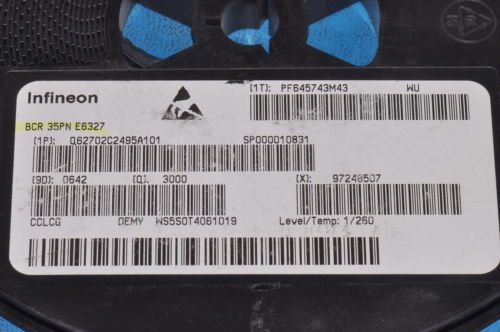 Infineon
(1T): PF645743M43 WU
BCR 35PN E6327
(1P): Q62702C2495A101 SP000010831
(9D): 0642 (Q). 3000 (X): 97248507
CCLCG DEMY WS5S0T4061019 Level/Temp: 1/260